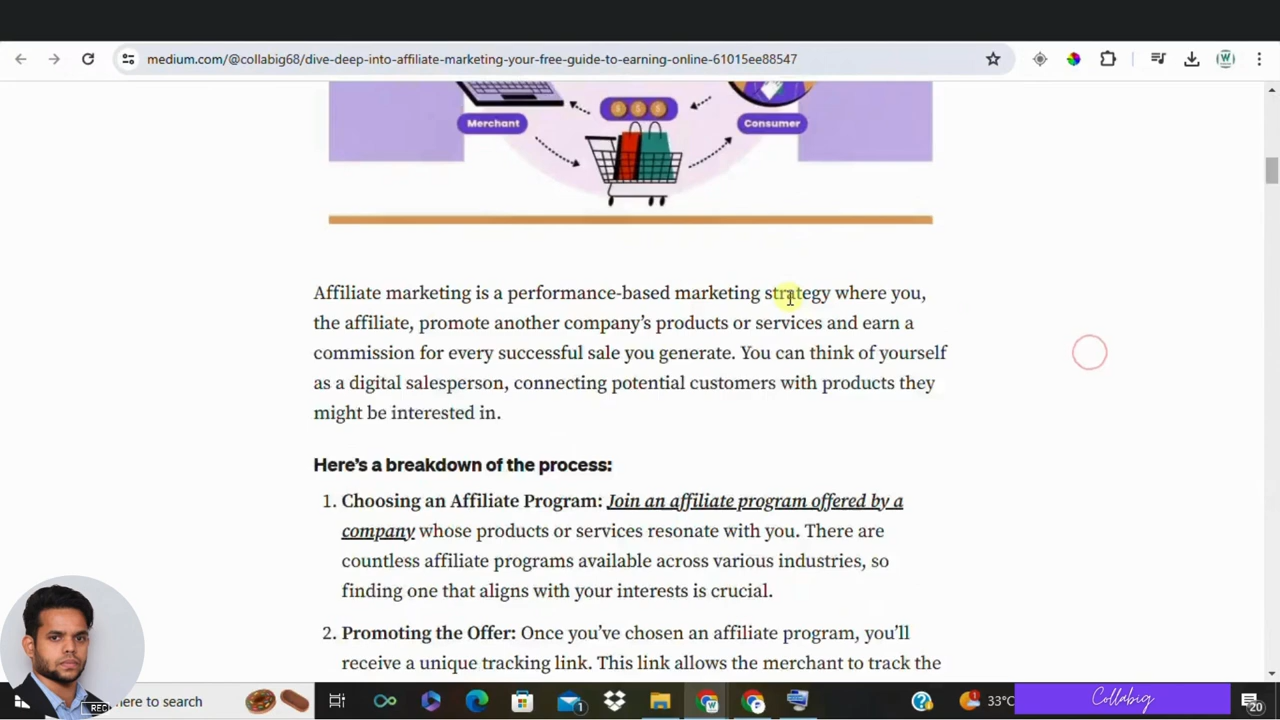 medium.com/@collabig68/dive-deep-into-affiliate-marketing-your-free-guide-to-earning-online-61015ee88547
Merchant
Consumer
Affiliate marketing is a performance-based marketing strategy where you,
the affiliate, promote another company’s products or services and earn a
commission for every successful sale you generate. You can think of yourself
as a digital salesperson, connecting potential customers with products they
might be interested in.
Here’s a breakdown of the process:
1. Choosing an Affiliate Program: Join an affiliate program offered by a
company whose products or services resonate with you. There are
countless affiliate programs available across various industries, so
finding one that aligns with your interests is crucial.
2. Promoting the Offer: Once you’ve chosen an affiliate program, you’ll
receive a unique tracking link. This link allows the merchant to track the
REC
here to search
1
33°C
Collabig
20